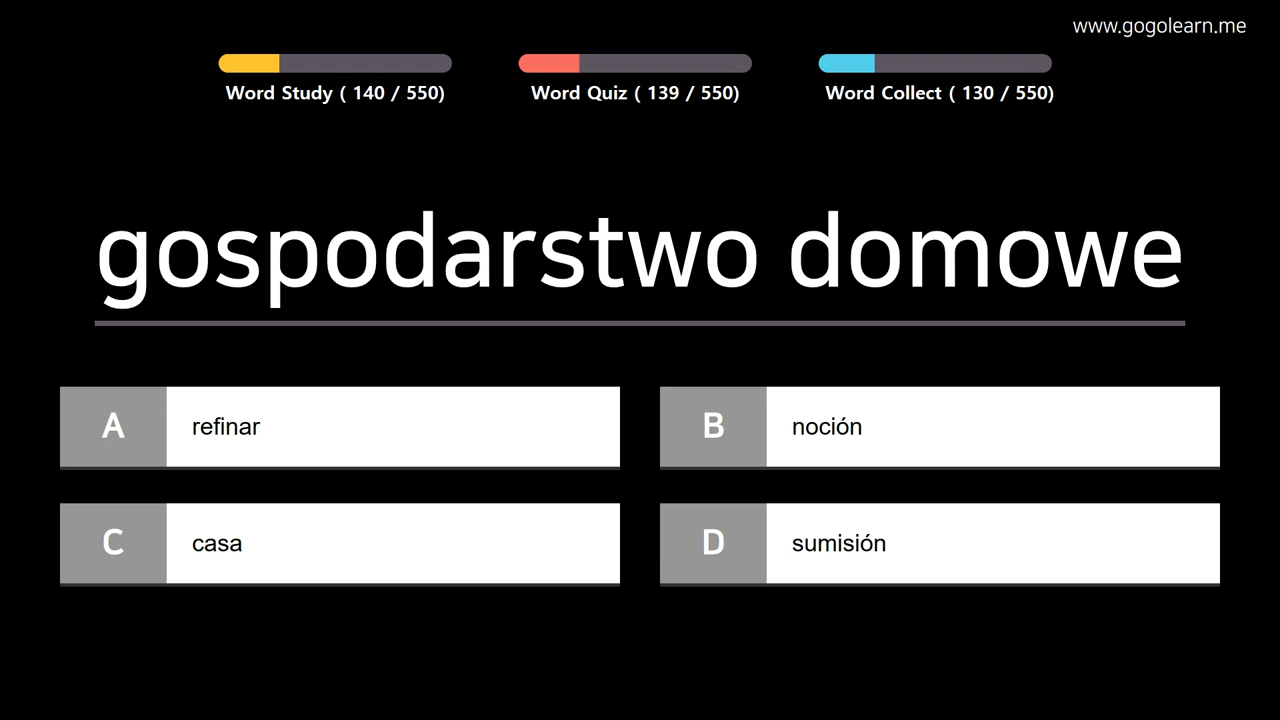 www.gogolearn.me
Word Study ( 140 / 550)
Word Quiz ( 139 / 550)
Word Collect ( 130 / 550)
gospodarstwo domowe
A refinar
B noción
C casa
D sumisión